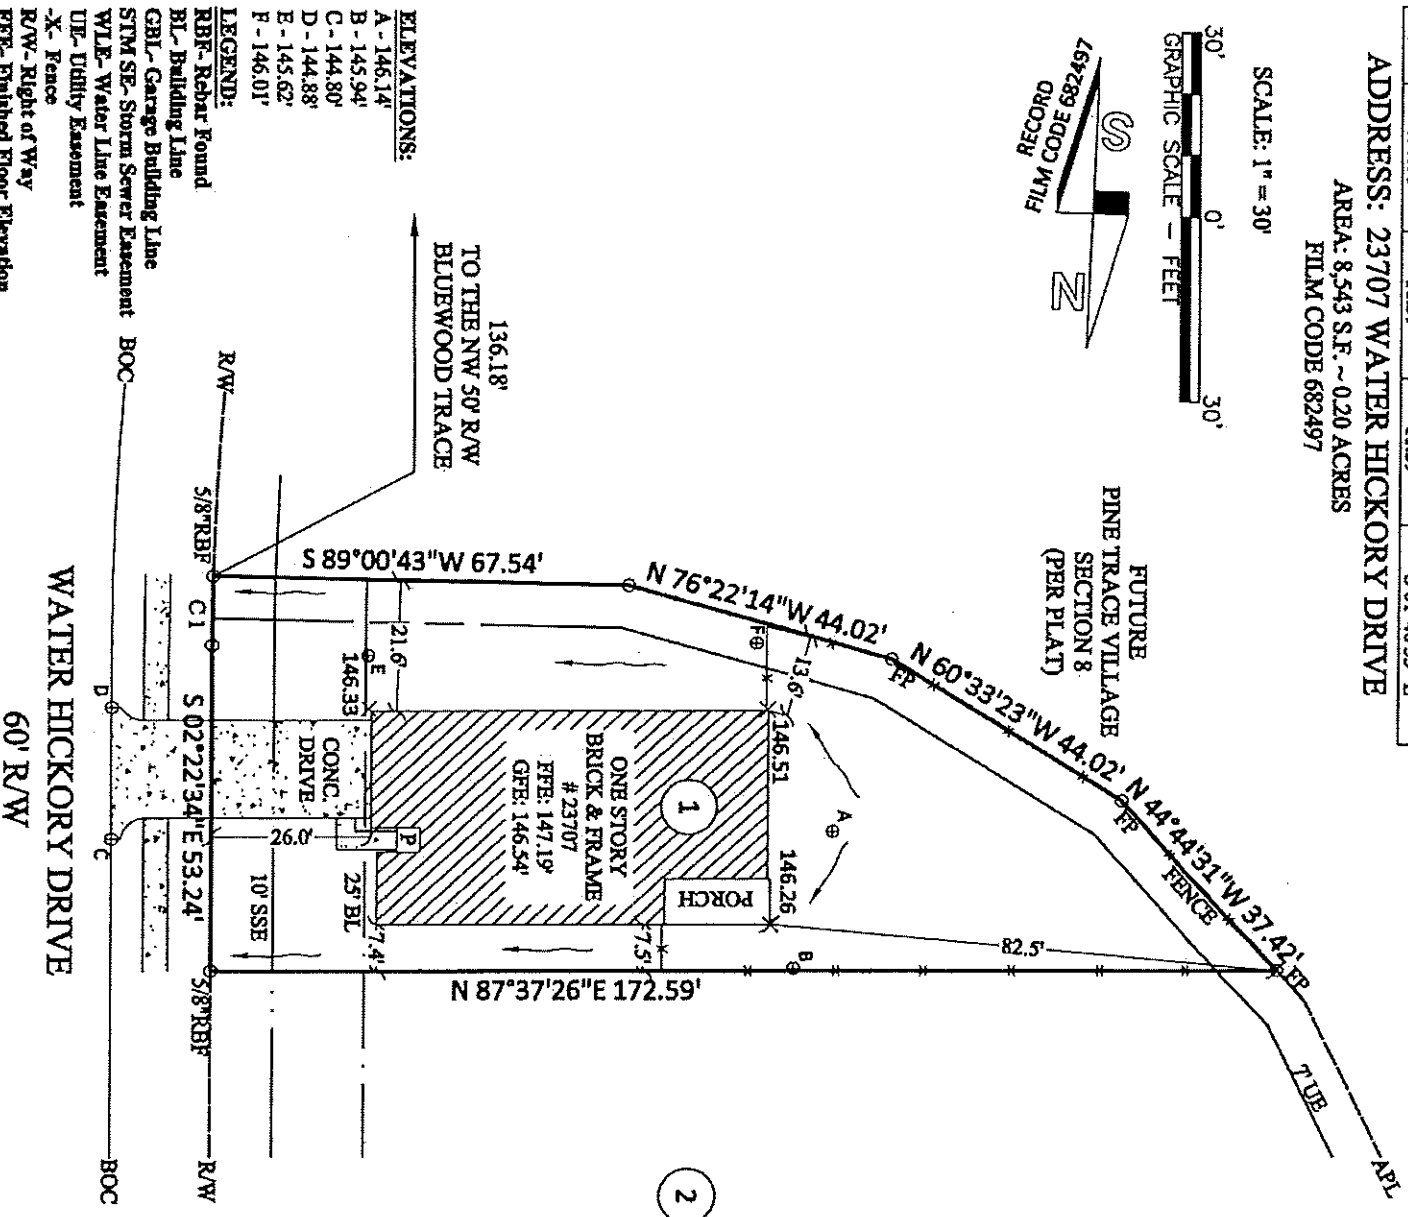 ADDRESS: 23707 WATER HICKORY DRIVE
AREA: 8,543 S.F. ~ 0.20 ACRES
FILM CODE 682497
SCALE: 1" = 30'
30' 0' 30'
GRAPHIC SCALE - FEET
S
N
RECORD
FILM CODE 682497
FUTURE
PINE TRACE VILLAGE
SECTION 8
(PER PLAT)
136.18'
TO THE NW 50' R/W
BLUEWOOD TRACE
ELEVATIONS:
A - 146.14'
B - 145.94'
C - 144.80'
D - 144.88'
E - 145.62'
F - 146.01'
LEGEND:
RBF- Rebar Found
BL- Building Line
GBL- Garage Building Line
STM SE- Storm Sewer Easement
WLE- Water Line Easement
UE- Utility Easement
-X- Fence
R/W- Right of Way
FFE- Finished Floor Elevation
S 89°00'43"W 67.54'
N 76°22'14"W 44.02'
N 60°33'23"W 44.02'
N 44°44'31"W 37.42'
FP
FP
FP
FENCE
APL
7' UE
F
13.6'
21.6'
E
146.33
146.51
A
146.26
B
82.5'
1
ONE STORY
BRICK & FRAME
# 23707
FFE: 147.19'
GFE: 146.54'
PORCH
P
CONC.
DRIVE
26.0'
7.4'
7.5'
25' BL
10' SSE
N 87°37'26"E 172.59'
2
BOC
R/W
5/8"RBF
C1
S 02°22'34"E 53.24'
5/8"RBF
R/W
D
C
BOC
WATER HICKORY DRIVE
60' R/W